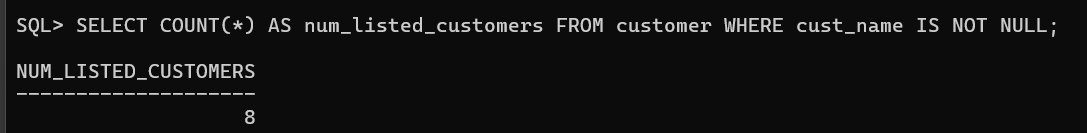 SQL> SELECT COUNT(*) AS num_listed_customers FROM customer WHERE cust_name IS NOT NULL;
NUM_LISTED_CUSTOMERS
--------------------
8